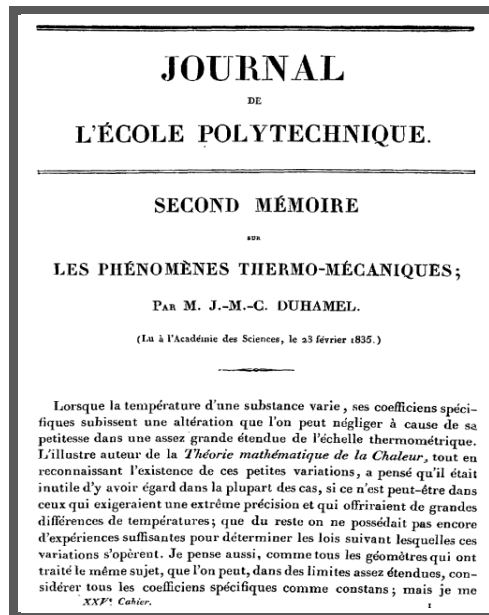 JOURNAL
DE
L'ÉCOLE POLYTECHNIQUE.
SECOND MÉMOIRE
SUR
LES PHÉNOMÈNES THERMO-MÉCANIQUES;
PAR M. J.-M.-C. DUHAMEL.
(Lu à l'Académie des Sciences, le 23 février 1835.)
Lorsque la température d'une substance varie, ses coefficiens spéci-
fiques subissent une altération que l'on peut négliger à cause de sa
petitesse dans une assez grande étendue de l'échelle thermométrique.
L'illustre auteur de la Théorie mathématique de la Chaleur, tout en
reconnaissant l'existence de ces petites variations, a pensé qu'il était
inutile d'y avoir égard dans la plupart des cas, si ce n'est peut-être dans
ceux qui exigeraient une extrême précision et qui offriraient de grandes
différences de températures; que du reste on ne possédait pas encore
d'expériences suffisantes pour déterminer les lois suivant lesquelles ces
variations s'opèrent. Je pense aussi, comme tous les géomètres qui ont
traité le même sujet, que l'on peut, dans des limites assez étendues, con-
sidérer tous les coefficiens spécifiques comme constans; mais je me
XXVe Cahier. 1